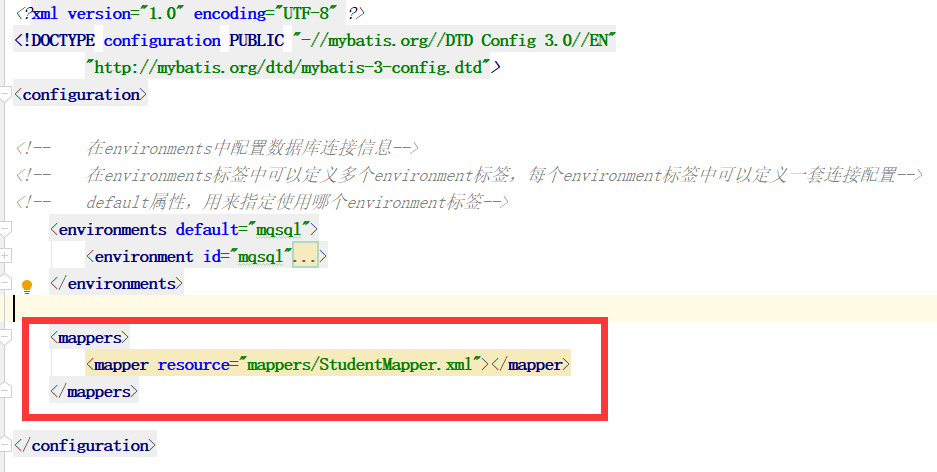 <?xml version="1.0" encoding="UTF-8" ?>
<!DOCTYPE configuration PUBLIC "-//mybatis.org//DTD Config 3.0//EN"
"http://mybatis.org/dtd/mybatis-3-config.dtd">
<configuration>
<!-- 在environments中配置数据库连接信息-->
<!-- 在environments标签中可以定义多个environment标签，每个environment标签中可以定义一套连接配置-->
<!-- default属性，用来指定使用哪个environment标签-->
<environments default="mqsql">
<environment id="mqsql"...>
</environments>
<mappers>
<mapper resource="mappers/StudentMapper.xml"></mapper>
</mappers>
</configuration>